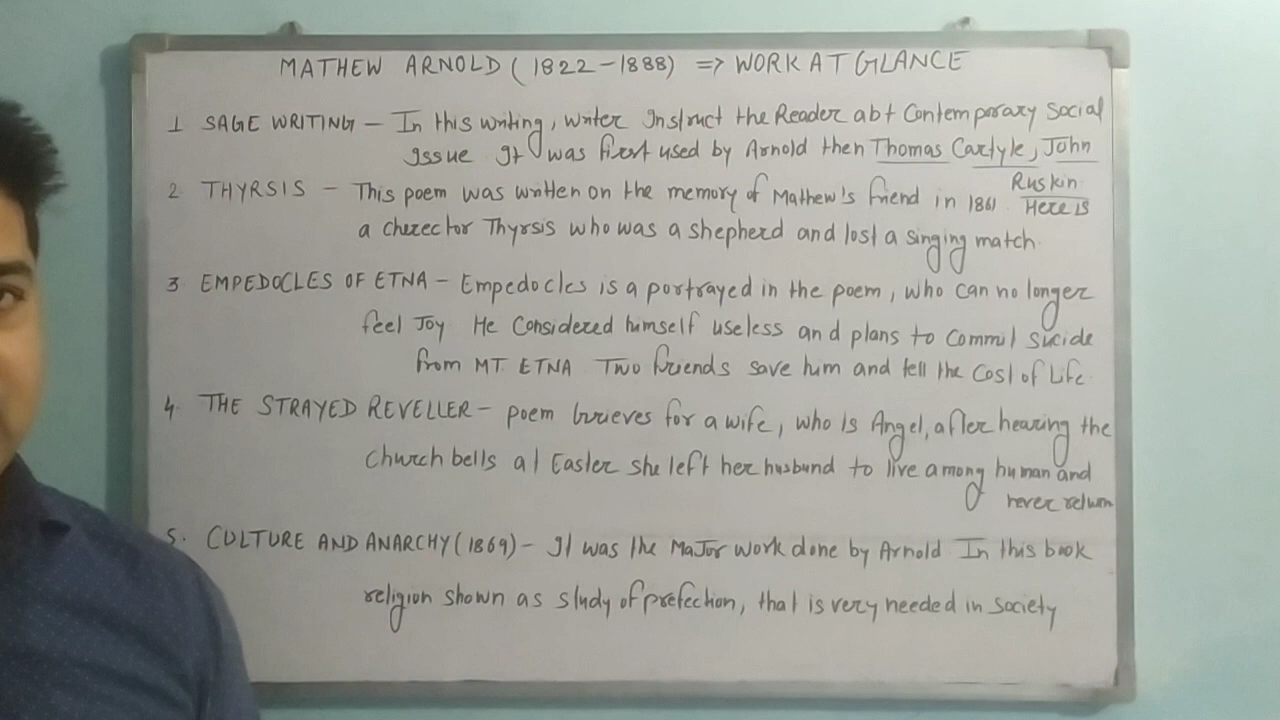 MATHEW ARNOLD (1822-1888) => WORK AT GLANCE
1 SAGE WRITING - In this writing, writer Instruct the Reader abt Contemporary Social
Issue It was first used by Arnold then Thomas Carlyle, John
Ruskin
2 THYRSIS - This poem was written on the memory of Mathew's friend in 1861. Here is
a cherector Thyrsis who was a shepherd and lost a singing match.
3 EMPEDOCLES OF ETNA - Empedocles is a portrayed in the poem, who can no longer
feel Joy He Considered himself useless and plans to Commit Sucide
from MT. ETNA Two friends save him and tell the Cost of Life
4. THE STRAYED REVELLER - poem for a wife, who Is Angel, after hearing the
Church bells at Easter she left her husbund to live among human and
never return
5. CULTURE AND ANARCHY (1869) - It was the Major work done by Arnold In this book
religion shown as study of prefection, that is very needed in Society